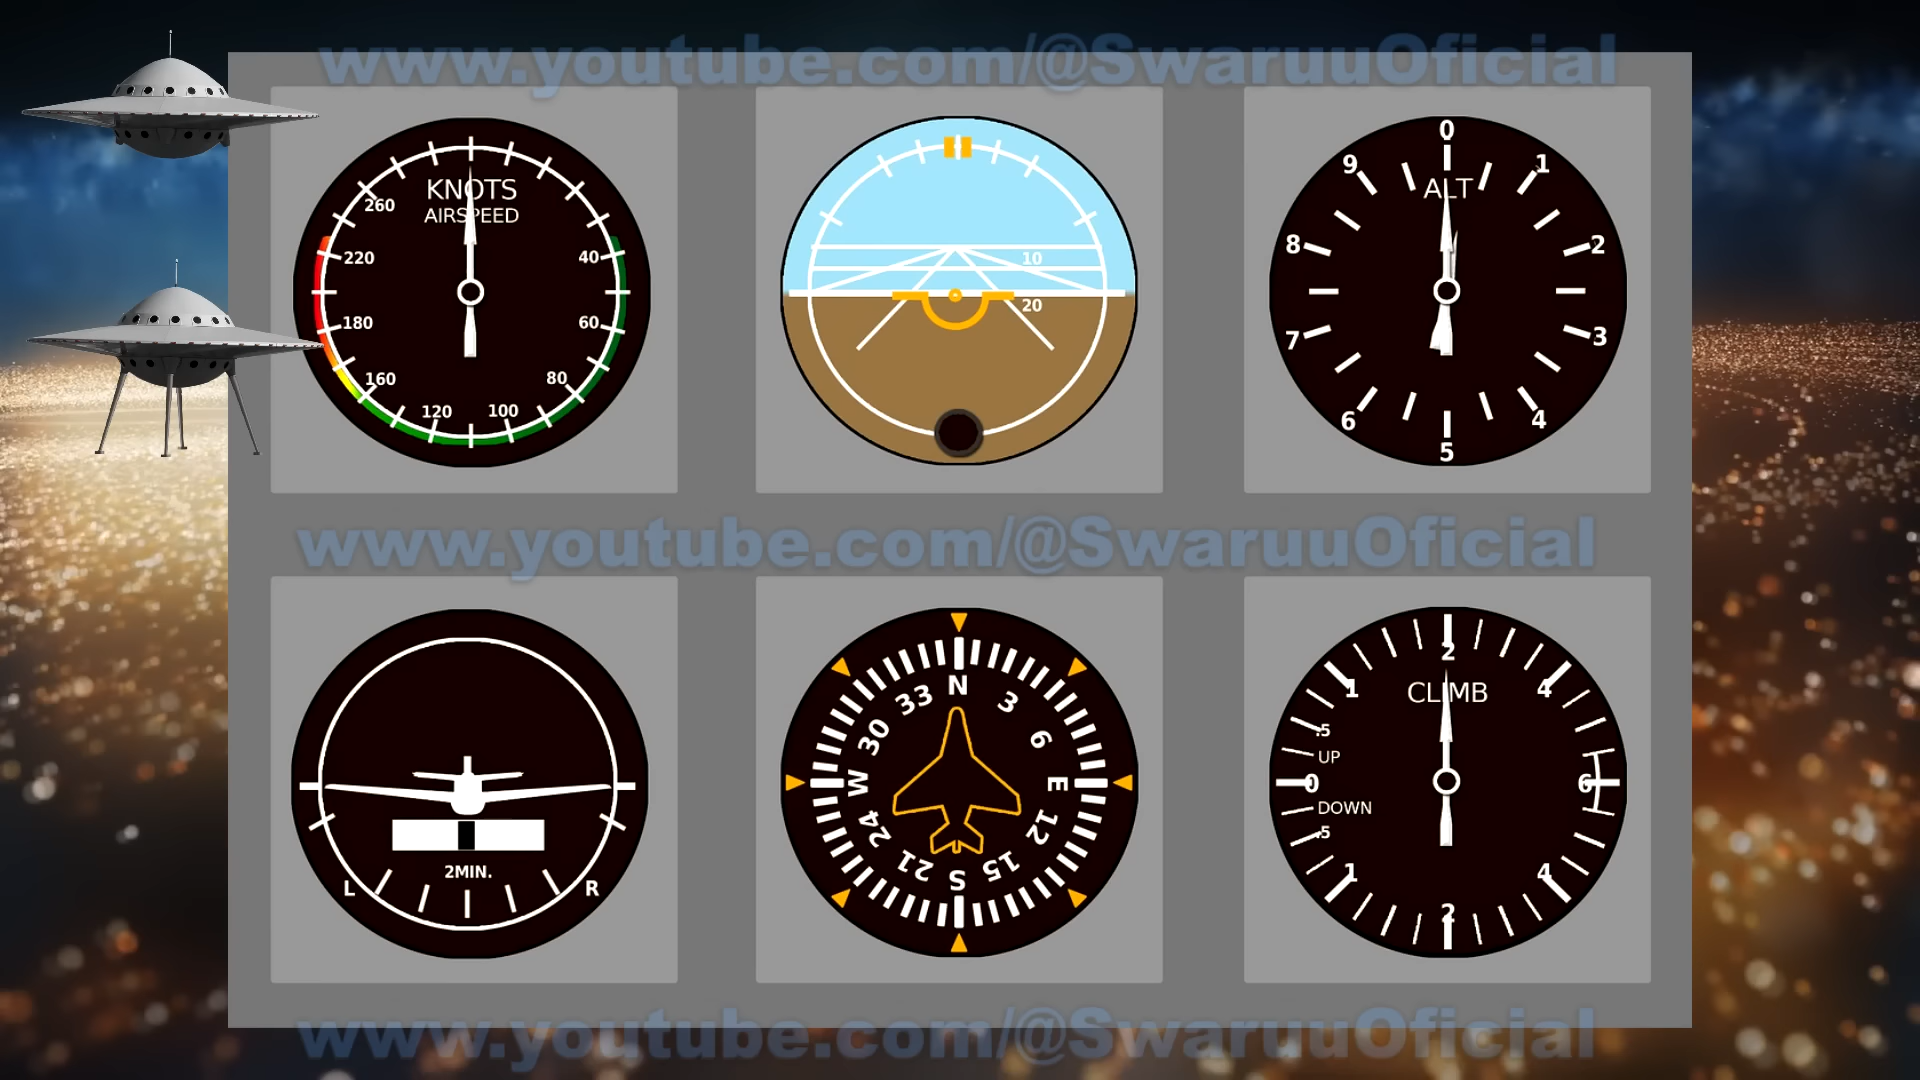 www.youtube.com/@SwaruuOficial
KNOTS
AIRSPEED
260
220
180
160
120
100
80
60
40
10
20
ALT
0
1
2
3
4
5
6
7
8
9
www.youtube.com/@SwaruuOficial
2MIN.
L
R
N
3
6
E
12
15
S
21
24
W
30
33
CLIMB
2
4
6
4
2
1
.5
DOWN
0
UP
.5
1
www.youtube.com/@SwaruuOficial